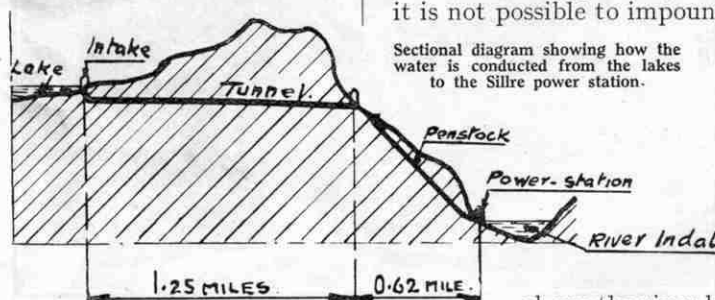 it is not possible to impoun
Sectional diagram showing how the
water is conducted from the lakes
to the Sillre power station.
Intake
Lake
Tunnel.
Penstock
Power-station
River Indal
1.25 MILES.
0.62 MILE.